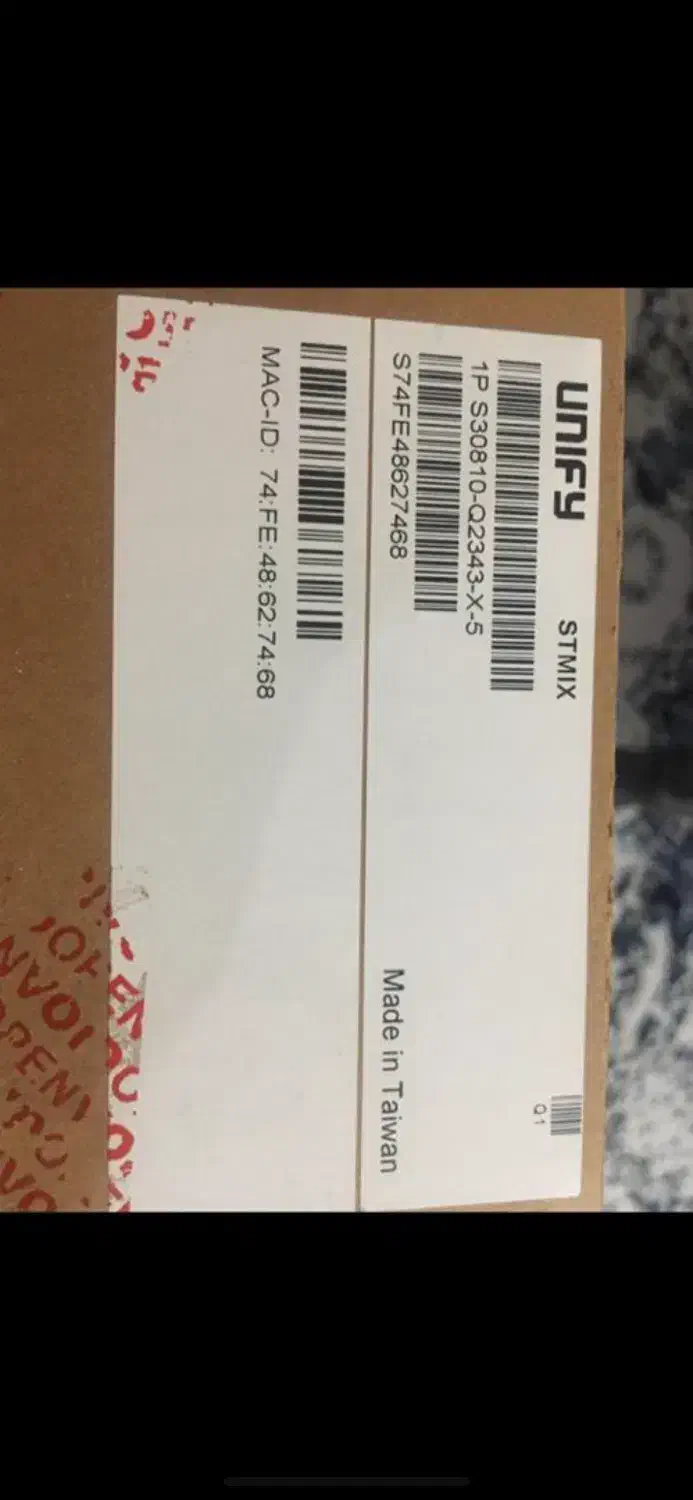 UNIFY STMIX
1P S30810-Q2343-X-5
Q1
S74FE48627468
Made in Taiwan
MAC-ID: 74:FE:48:62:74:68